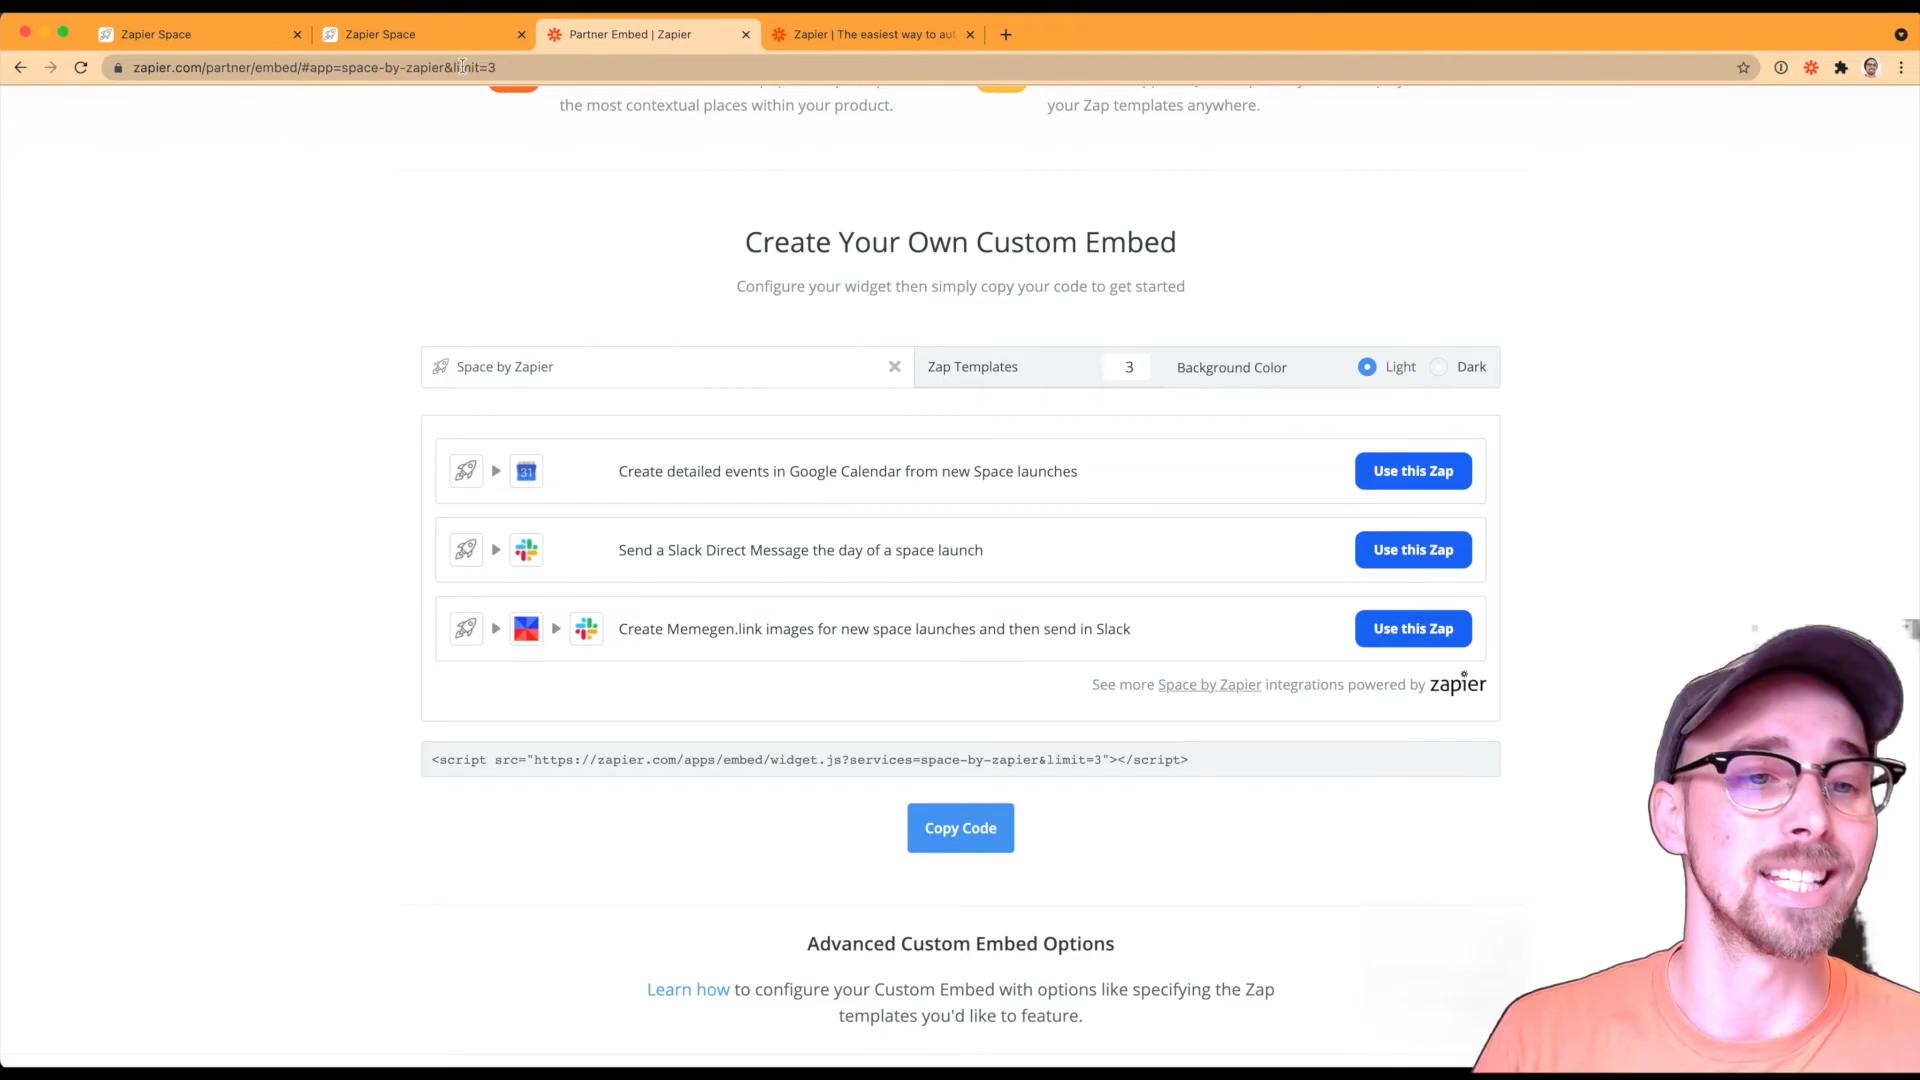 Zapier Space
Zapier Space
Partner Embed | Zapier
Zapier | The easiest way to aut
zapier.com/partner/embed/#app=space-by-zapier&limit=3
the most contextual places within your product.
your Zap templates anywhere.
Create Your Own Custom Embed
Configure your widget then simply copy your code to get started
Space by Zapier
Zap Templates
3
Background Color
Light
Dark
31
Create detailed events in Google Calendar from new Space launches
Use this Zap
Send a Slack Direct Message the day of a space launch
Use this Zap
Create Memegen.link images for new space launches and then send in Slack
Use this Zap
See more Space by Zapier integrations powered by zapier
<script src="https://zapier.com/apps/embed/widget.js?services=space-by-zapier&limit=3"></script>
Copy Code
Advanced Custom Embed Options
Learn how to configure your Custom Embed with options like specifying the Zap
templates you'd like to feature.